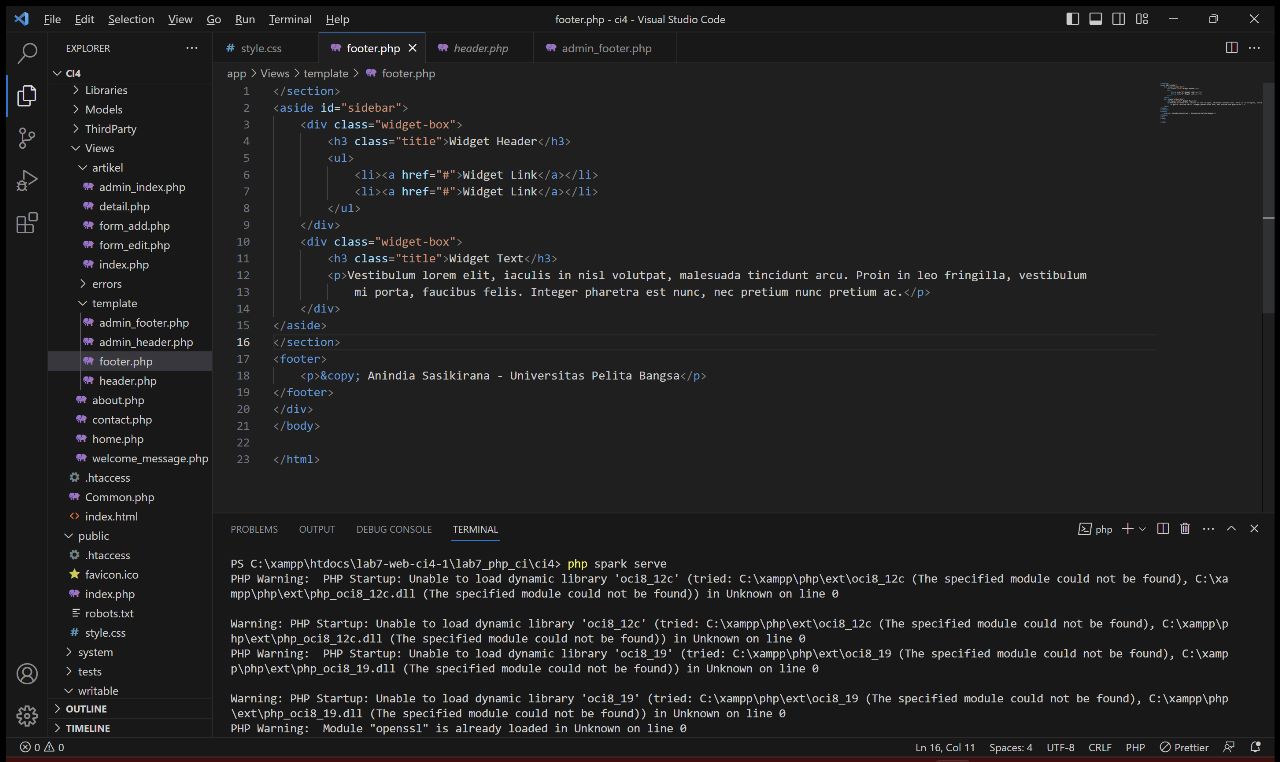 File Edit Selection View Go Run Terminal Help
footer.php - ci4 - Visual Studio Code
EXPLORER
CI4
Libraries
Models
ThirdParty
Views
artikel
admin_index.php
detail.php
form_add.php
form_edit.php
index.php
errors
template
admin_footer.php
admin_header.php
footer.php
header.php
about.php
contact.php
home.php
welcome_message.php
.htaccess
Common.php
index.html
public
.htaccess
favicon.ico
index.php
robots.txt
style.css
system
tests
writable
OUTLINE
TIMELINE
# style.css footer.php header.php admin_footer.php
app > Views > template > footer.php
1 </section>
2 <aside id="sidebar">
3 <div class="widget-box">
4 <h3 class="title">Widget Header</h3>
5 <ul>
6 <li><a href="#">Widget Link</a></li>
7 <li><a href="#">Widget Link</a></li>
8 </ul>
9 </div>
10 <div class="widget-box">
11 <h3 class="title">Widget Text</h3>
12 <p>Vestibulum lorem elit, iaculis in nisl volutpat, malesuada tincidunt arcu. Proin in leo fringilla, vestibulum
13 mi porta, faucibus felis. Integer pharetra est nunc, nec pretium nunc pretium ac.</p>
14 </div>
15 </aside>
16 </section>
17 <footer>
18 <p>&copy; Anindia Sasikirana - Universitas Pelita Bangsa</p>
19 </footer>
20 </div>
21 </body>
22
23 </html>
PROBLEMS OUTPUT DEBUG CONSOLE TERMINAL
php
PS C:\xampp\htdocs\lab7-web-ci4-1\lab7_php_ci\ci4> php spark serve
PHP Warning:  PHP Startup: Unable to load dynamic library 'oci8_12c' (tried: C:\xampp\php\ext\oci8_12c (The specified module could not be found), C:\xa
mpp\php\ext\php_oci8_12c.dll (The specified module could not be found)) in Unknown on line 0
Warning: PHP Startup: Unable to load dynamic library 'oci8_12c' (tried: C:\xampp\php\ext\oci8_12c (The specified module could not be found), C:\xampp\p
hp\ext\php_oci8_12c.dll (The specified module could not be found)) in Unknown on line 0
PHP Warning:  PHP Startup: Unable to load dynamic library 'oci8_19' (tried: C:\xampp\php\ext\oci8_19 (The specified module could not be found), C:\xamp
p\php\ext\php_oci8_19.dll (The specified module could not be found)) in Unknown on line 0
Warning: PHP Startup: Unable to load dynamic library 'oci8_19' (tried: C:\xampp\php\ext\oci8_19 (The specified module could not be found), C:\xampp\php
\ext\php_oci8_19.dll (The specified module could not be found)) in Unknown on line 0
PHP Warning:  Module "openssl" is already loaded in Unknown on line 0
0 0
Ln 16, Col 11 Spaces: 4 UTF-8 CRLF PHP Prettier